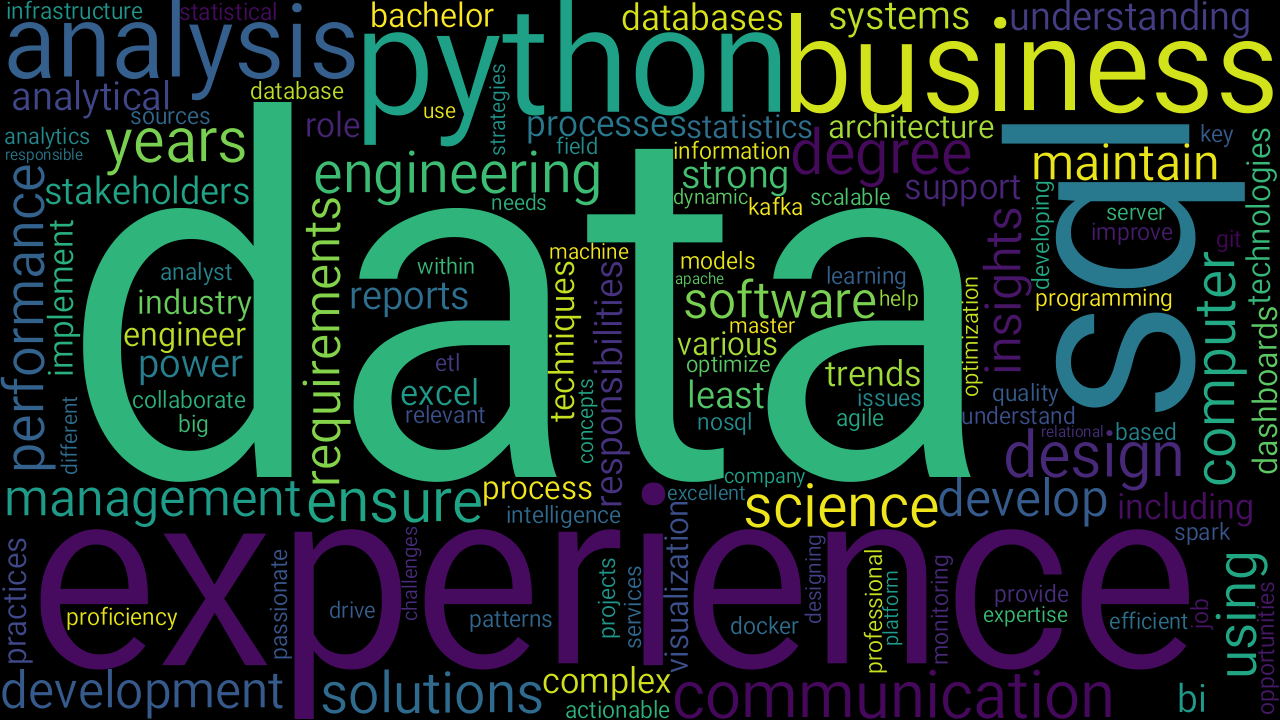 infrastructure
statistical
bachelor
databases
systems
understanding
analysis
python
business
analytical
database
sources
use
strategies
analytics
responsible
years
role
processes
field
statistics
architecture
key
information
degree
maintain
engineering
strong
support
stakeholders
needs
dynamic
kafka
scalable
developing
server
improve
git
technologies
sql
data
performance
implement
requirements
analyst
industry
engineer
power
collaborate
big
within
reports
machine
techniques
responsibilities
models
apache
learning
software
help
master
various
optimize
trends
least
issues
nosql
agile
optimization
insights
programming
quality
understand
computer
dashboards
etl
excel
relevant
concepts
different
relational
based
design
management
ensure
process
intelligence
company
excellent
science
develop
including
spark
experience
practices
proficiency
passionate
drive
challenges
patterns
projects
services
visualization
docker
designing
professional
platform
monitoring
provide
expertise
efficient
job
using
opportunities
development
solutions
complex
actionable
communication
bi